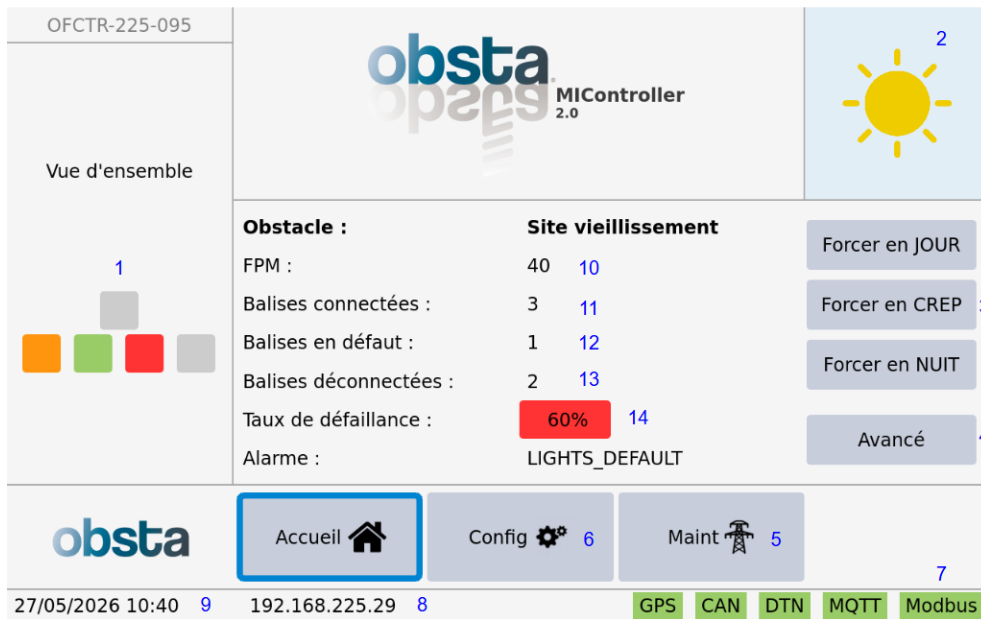 OFCTR-225-095
obsta
MIController
2.0
2
Vue d'ensemble
1
Obstacle : Site vieillissement
FPM : 40 10
Balises connectées : 3 11
Balises en défaut : 1 12
Balises déconnectées : 2 13
Taux de défaillance : 60% 14
Alarme : LIGHTS_DEFAULT
Forcer en JOUR
Forcer en CREP
Forcer en NUIT
Avancé
obsta
Accueil
Config 6
Maint 5
7
27/05/2026 10:40 9 192.168.225.29 8 GPS CAN DTN MQTT Modbus